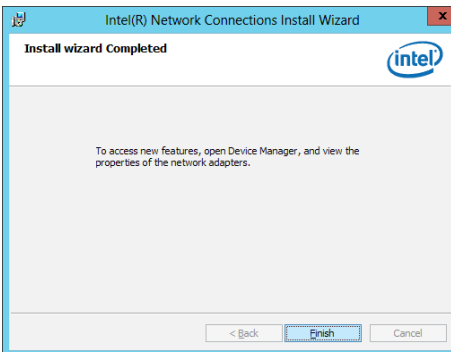 Intel(R) Network Connections Install Wizard
x
Install wizard Completed
intel
To access new features, open Device Manager, and view the
properties of the network adapters.
< Back
Finish
Cancel